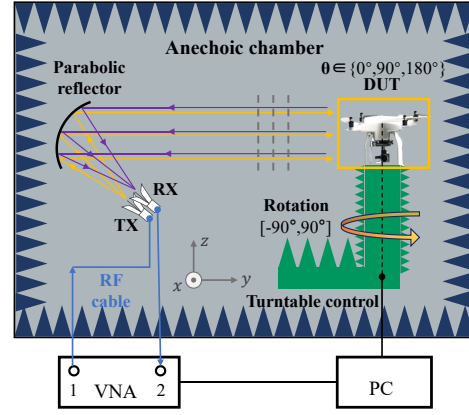 Anechoic chamber
Parabolic
reflector
θ∈{0°,90°,180°}
DUT
RX
TX
Rotation
[-90°,90°]
z
x
y
RF
cable
Turntable control
1
VNA
2
PC